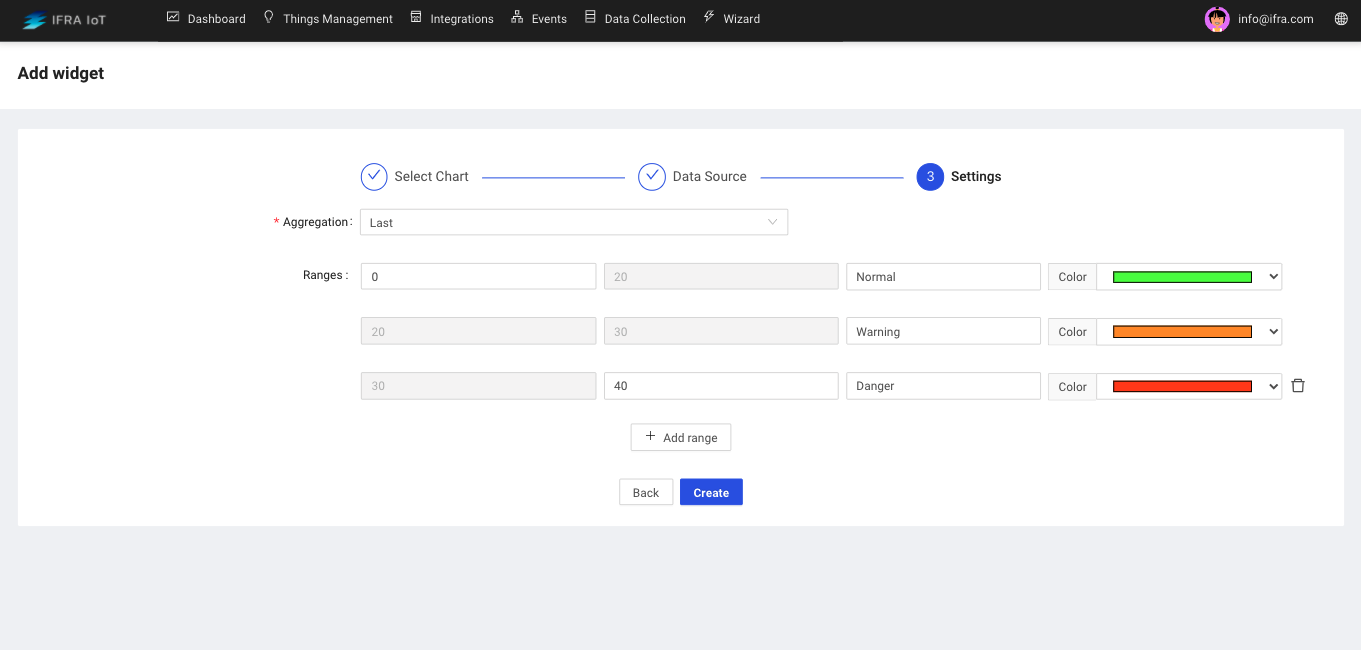 IFRA IoT Dashboard Things Management Integrations Events Data Collection Wizard info@ifra.com
Add widget
Select Chart Data Source 3 Settings
* Aggregation: Last
Ranges: 0 20 Normal Color
20 30 Warning Color
30 40 Danger Color
+ Add range
Back Create